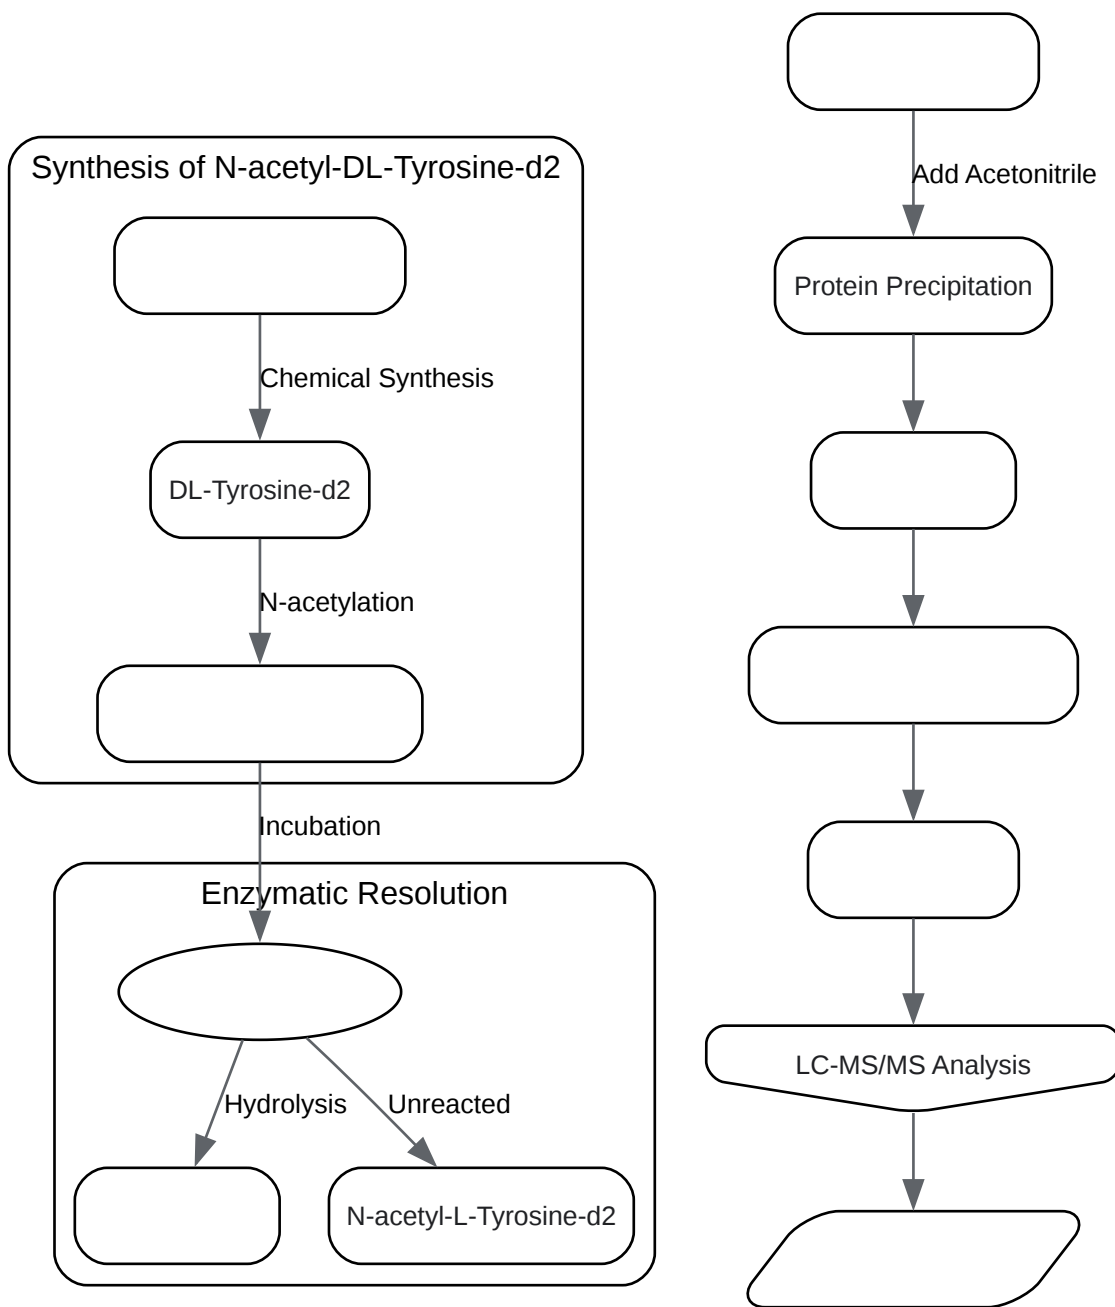 Synthesis of N-acetyl-DL-Tyrosine-d2
Chemical Synthesis
DL-Tyrosine-d2
N-acetylation
Incubation
Enzymatic Resolution
Hydrolysis
Unreacted
N-acetyl-L-Tyrosine-d2
Add Acetonitrile
Protein Precipitation
LC-MS/MS Analysis